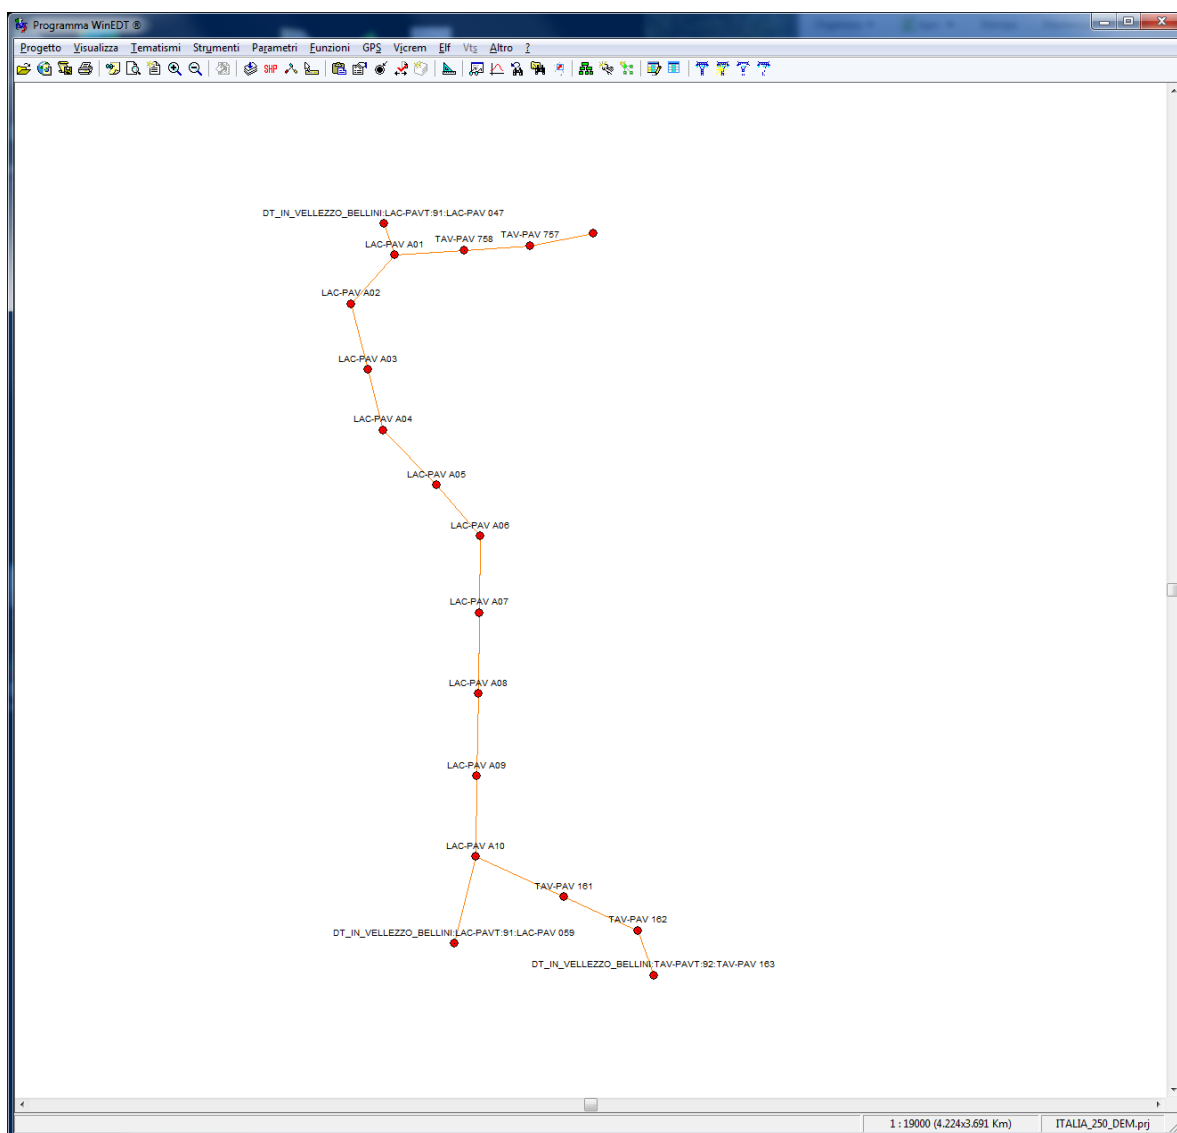 Programma WinEDT ®
Progetto Visualizza Tematismi Strumenti Parametri Funzioni GPS Vicrem Elf Vts Altro ?
SHP
DT_IN_VELLEZZO_BELLINI:LAC-PAVT:91:LAC-PAV 047
TAV-PAV 757
TAV-PAV 758
LAC-PAV A01
LAC-PAV A02
LAC-PAV A03
LAC-PAV A04
LAC-PAV A05
LAC-PAV A06
LAC-PAV A07
LAC-PAV A08
LAC-PAV A09
LAC-PAV A10
TAV-PAV 161
TAV-PAV 162
DT_IN_VELLEZZO_BELLINI:LAC-PAVT:91:LAC-PAV 059
DT_IN_VELLEZZO_BELLINI:TAV-PAVT:92:TAV-PAV 163
1 : 19000 (4.224x3.691 Km) ITALIA_250_DEM.prj